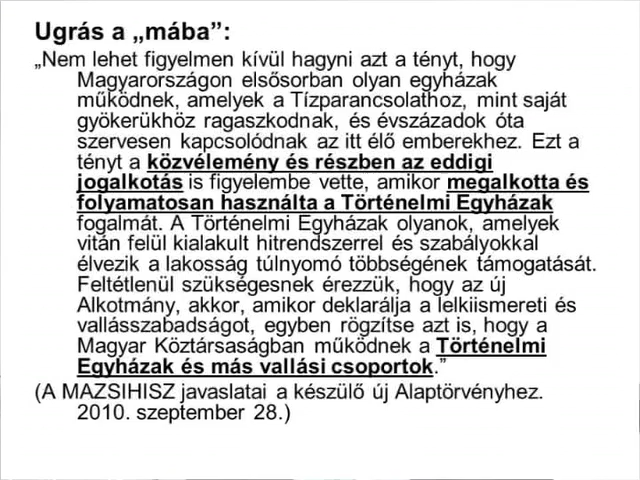 Ugrás a „mába”:
„Nem lehet figyelmen kívül hagyni azt a tényt, hogy
Magyarországon elsősorban olyan egyházak
működnek, amelyek a Tízparancsolathoz, mint saját
gyökerükhöz ragaszkodnak, és évszázadok óta
szervesen kapcsolódnak az itt élő emberekhez. Ezt a
tényt a közvélemény és részben az eddigi
jogalkotás is figyelembe vette, amikor megalkotta és
folyamatosan használta a Történelmi Egyházak
fogalmát. A Történelmi Egyházak olyanok, amelyek
vitán felül kialakult hitrendszerrel és szabályokkal
élvezik a lakosság túlnyomó többségének támogatását.
Feltétlenül szükségesnek érezzük, hogy az új
Alkotmány, akkor, amikor deklarálja a lelkiismereti és
vallásszabadságot, egyben rögzítse azt is, hogy a
Magyar Köztársaságban működnek a Történelmi
Egyházak és más vallási csoportok.”
(A MAZSIHISZ javaslatai a készülő új Alaptörvényhez.
2010. szeptember 28.)